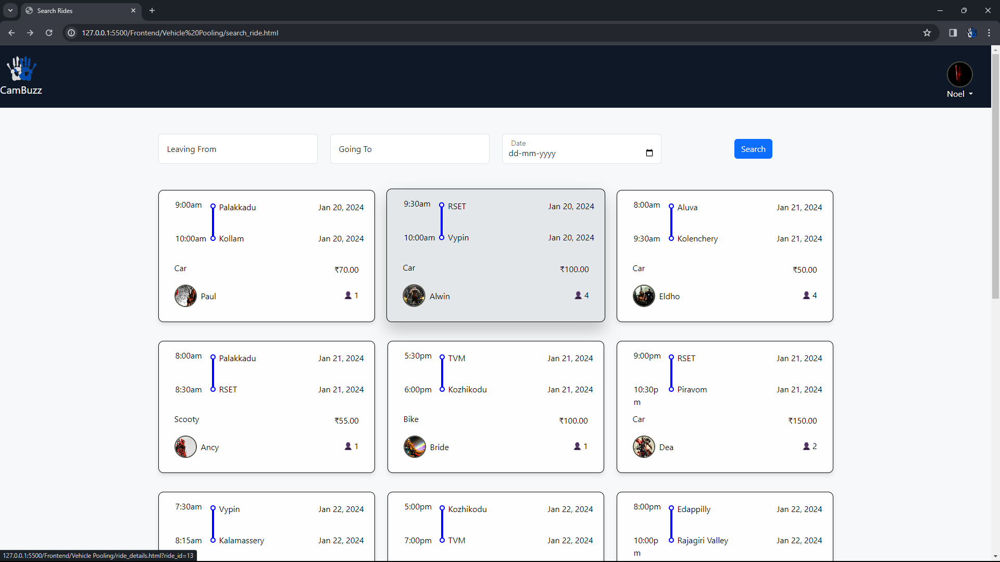 Search Rides
127.0.0.1:5500/Frontend/Vehicle%20Pooling/search_ride.html
CamBuzz
Noel
Leaving From
Going To
Date
dd-mm-yyyy
Search
9:00am Palakkadu Jan 20, 2024
10:00am Kollam Jan 20, 2024
Car ₹70.00
Paul 1
9:30am RSET Jan 20, 2024
10:00am Vypin Jan 20, 2024
Car ₹100.00
Alwin 4
8:00am Aluva Jan 21, 2024
9:30am Kolenchery Jan 21, 2024
Car ₹50.00
Eldho 4
8:00am Palakkadu Jan 21, 2024
8:30am RSET Jan 21, 2024
Scooty ₹55.00
Ancy 1
5:30pm TVM Jan 21, 2024
6:00pm Kozhikodu Jan 21, 2024
Bike ₹100.00
Bride 1
9:00pm RSET Jan 21, 2024
10:30p Piravom Jan 21, 2024
m
Car ₹150.00
Dea 2
7:30am Vypin Jan 22, 2024
8:15am Kalamassery Jan 22, 2024
5:00pm Kozhikodu Jan 22, 2024
7:00pm TVM Jan 22, 2024
8:00pm Edappilly Jan 22, 2024
10:00p Rajagiri Valley Jan 22, 2024
m
127.0.0.1:5500/Frontend/Vehicle Pooling/ride_details.html?ride_id=13